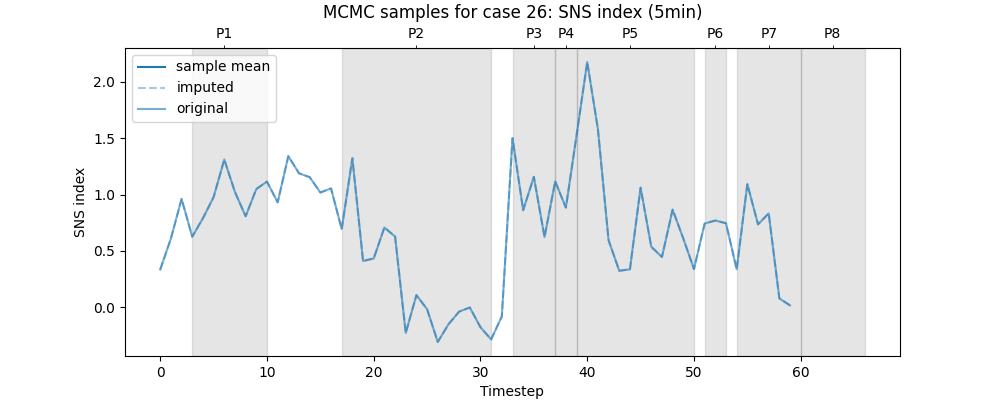 MCMC samples for case 26: SNS index (5min)
P1 P2 P3 P4 P5 P6 P7 P8
sample mean
imputed
original
2.0
1.5
1.0
0.5
0.0
SNS index
0 10 20 30 40 50 60
Timestep